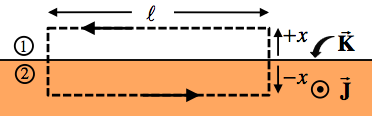 ℓ
① +x K⃗
② −x J⃗